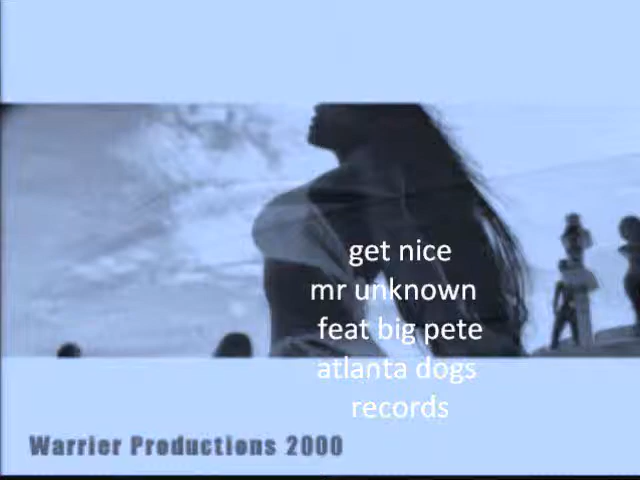 get nice
mr unknown
feat big pete
atlanta dogs
records
Warrier Productions 2000